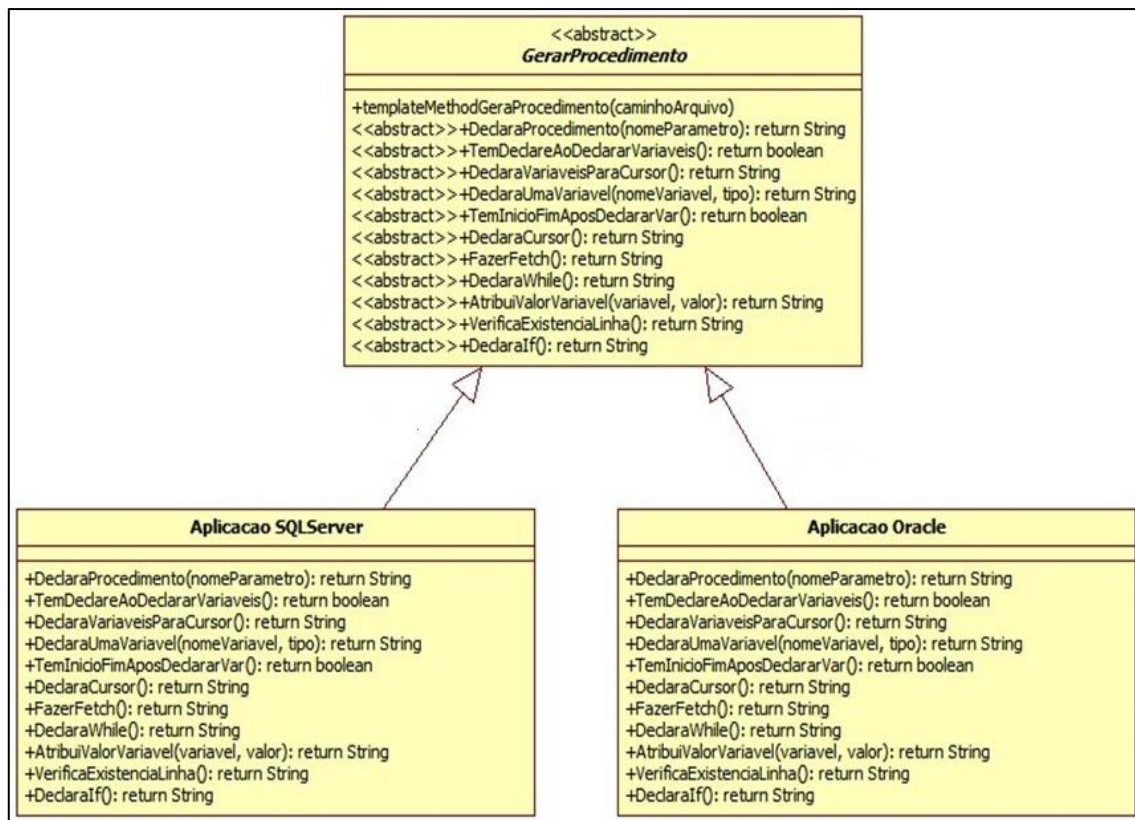 <<abstract>>
GerarProcedimento
+templateMethodGeraProcedimento(caminhoArquivo)
<<abstract>>+DeclaraProcedimento(nomeParametro): return String
<<abstract>>+TemDeclareAoDeclararVariaveis(): return boolean
<<abstract>>+DeclaraVariaveisParaCursor(): return String
<<abstract>>+DeclaraUmaVariavel(nomeVariavel, tipo): return String
<<abstract>>+TemInicioFimAposDeclararVar(): return boolean
<<abstract>>+DeclaraCursor(): return String
<<abstract>>+FazerFetch(): return String
<<abstract>>+DeclaraWhile(): return String
<<abstract>>+AtribuiValorVariavel(variavel, valor): return String
<<abstract>>+VerificaExistenciaLinha(): return String
<<abstract>>+DeclaraIf(): return String
Aplicacao SQLServer
+DeclaraProcedimento(nomeParametro): return String
+TemDeclareAoDeclararVariaveis(): return boolean
+DeclaraVariaveisParaCursor(): return String
+DeclaraUmaVariavel(nomeVariavel, tipo): return String
+TemInicioFimAposDeclararVar(): return boolean
+DeclaraCursor(): return String
+FazerFetch(): return String
+DeclaraWhile(): return String
+AtribuiValorVariavel(variavel, valor): return String
+VerificaExistenciaLinha(): return String
+DeclaraIf(): return String
Aplicacao Oracle
+DeclaraProcedimento(nomeParametro): return String
+TemDeclareAoDeclararVariaveis(): return boolean
+DeclaraVariaveisParaCursor(): return String
+DeclaraUmaVariavel(nomeVariavel, tipo): return String
+TemInicioFimAposDeclararVar(): return boolean
+DeclaraCursor(): return String
+FazerFetch(): return String
+DeclaraWhile(): return String
+AtribuiValorVariavel(variavel, valor): return String
+VerificaExistenciaLinha(): return String
+DeclaraIf(): return String